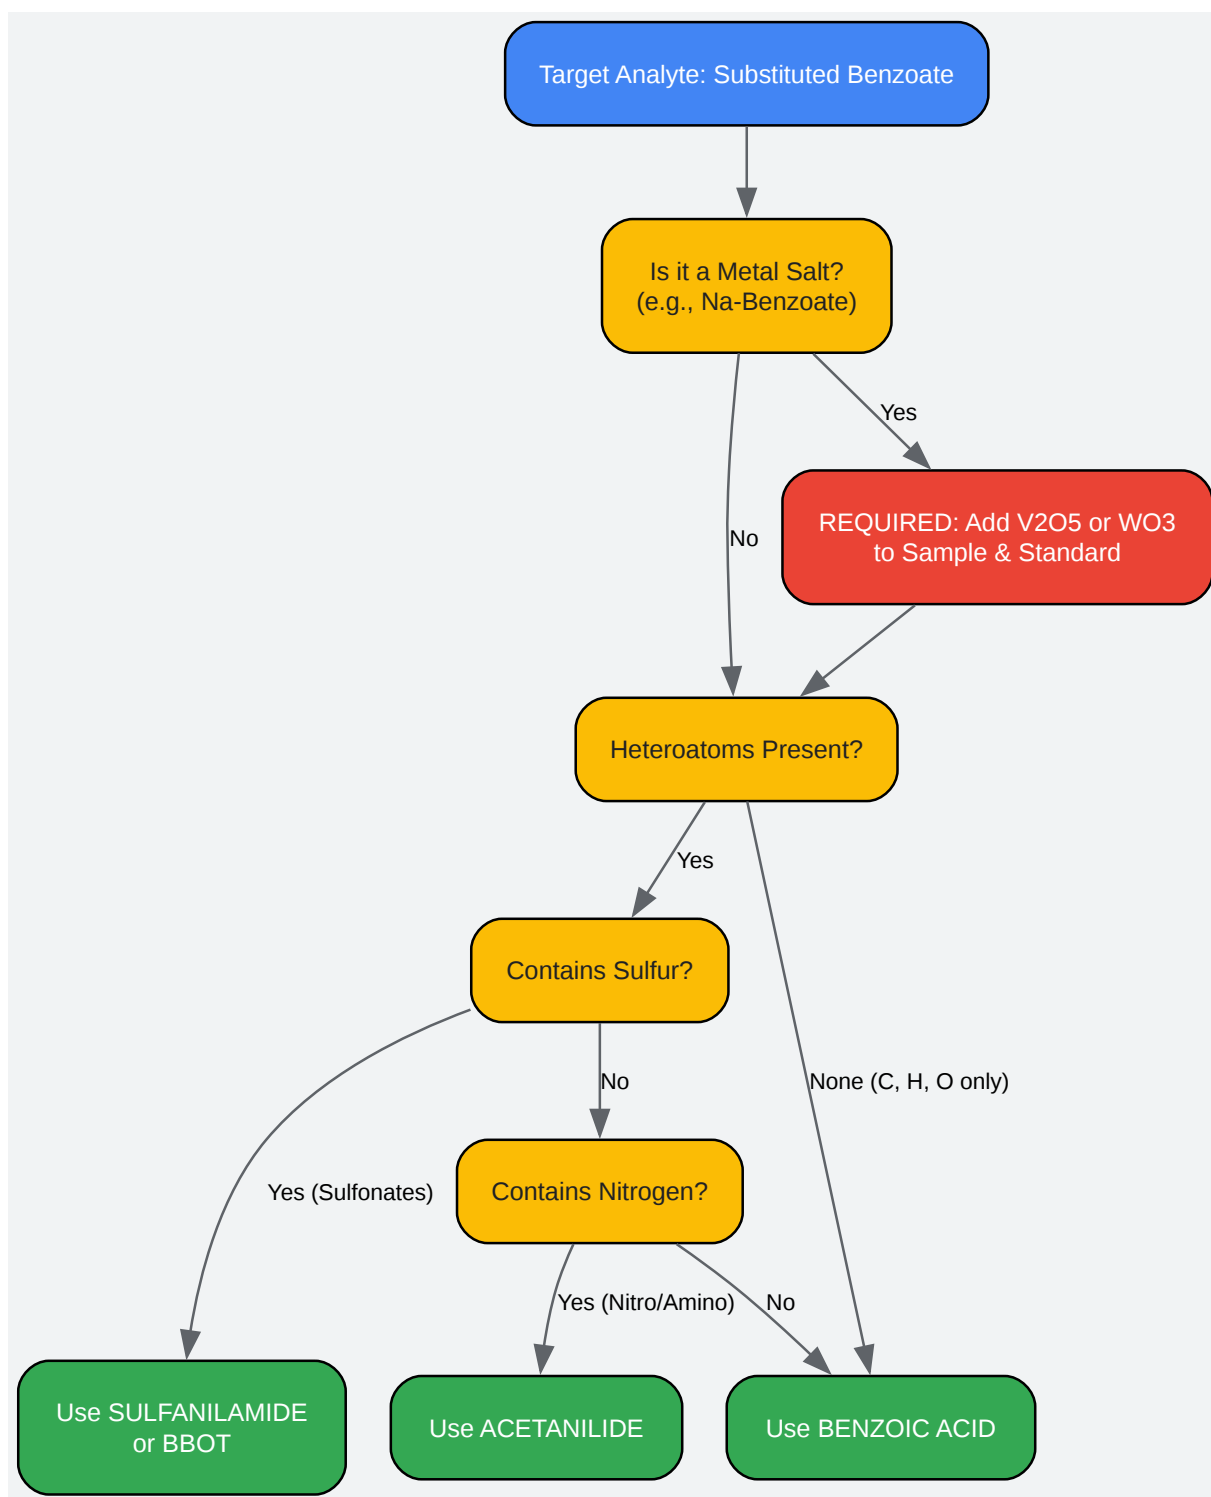 Target Analyte: Substituted Benzoate
Is it a Metal Salt?
(e.g., Na-Benzoate)
Yes
REQUIRED: Add V2O5 or WO3
to Sample & Standard
No
Heteroatoms Present?
Yes
Contains Sulfur?
None (C, H, O only)
No
Yes (Sulfonates)
Contains Nitrogen?
Yes (Nitro/Amino)
No
Use SULFANILAMIDE
or BBOT
Use ACETANILIDE
Use BENZOIC ACID